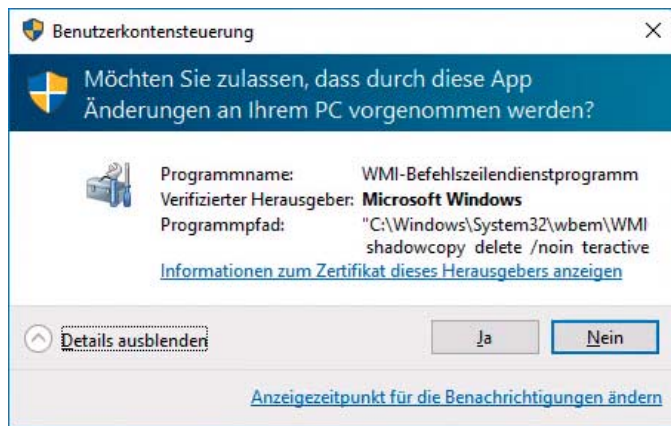 Benutzerkontensteuerung
Möchten Sie zulassen, dass durch diese App
Änderungen an Ihrem PC vorgenommen werden?
Programmname: WMI-Befehlszeilendienstprogramm
Verifizierter Herausgeber: Microsoft Windows
Programmpfad: "C:\Windows\System32\wbem\WMI
shadowcopy delete /noin teractive
Informationen zum Zertifikat dieses Herausgebers anzeigen
Details ausblenden
Ja
Nein
Anzeigezeitpunkt für die Benachrichtigungen ändern